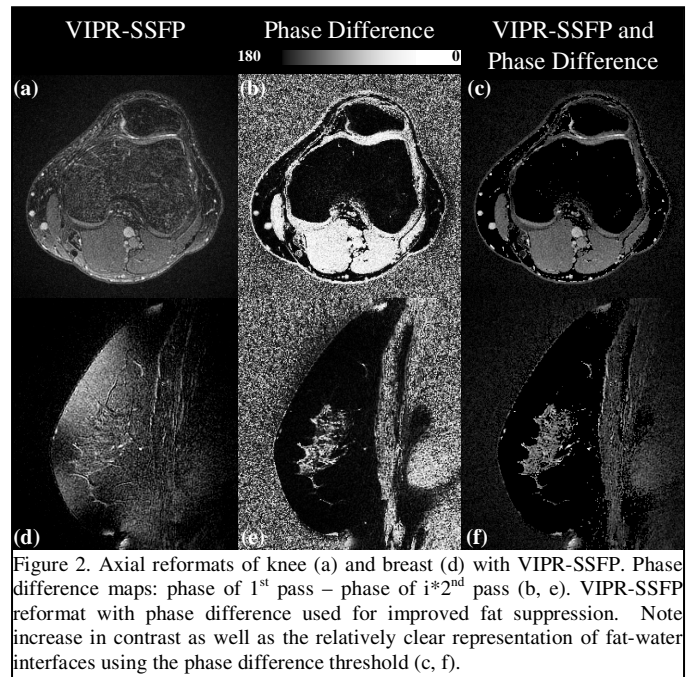 VIPR-SSFP
Phase Difference
VIPR-SSFP and
Phase Difference
180
0
(a)
(b)
(c)
(d)
(e)
(f)
Figure 2. Axial reformats of knee (a) and breast (d) with VIPR-SSFP. Phase
difference maps: phase of 1st pass – phase of i*2nd pass (b, e). VIPR-SSFP
reformat with phase difference used for improved fat suppression. Note
increase in contrast as well as the relatively clear representation of fat-water
interfaces using the phase difference threshold (c, f).